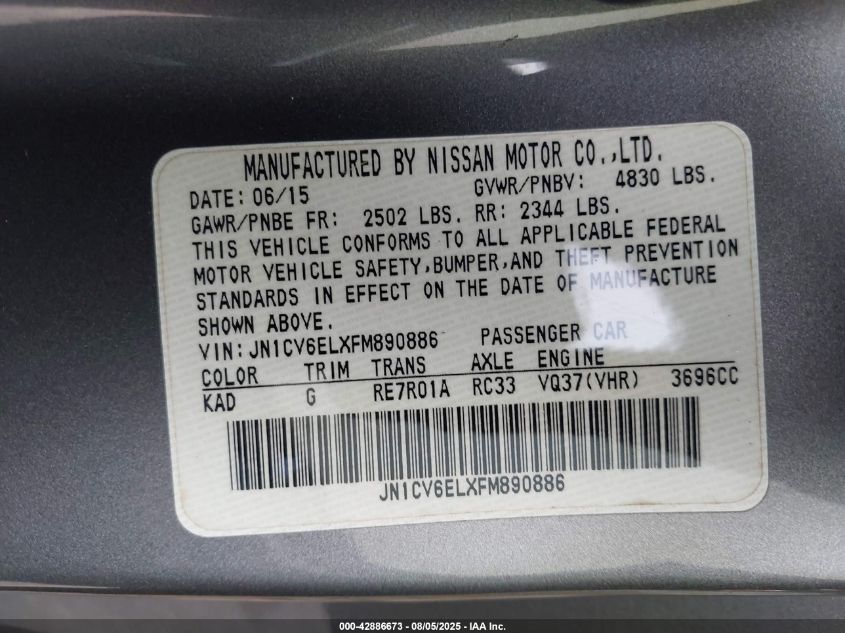 MANUFACTURED BY NISSAN MOTOR CO.,LTD.
DATE: 06/15 GVWR/PNBV: 4830 LBS.
GAWR/PNBE FR: 2502 LBS. RR: 2344 LBS.
THIS VEHICLE CONFORMS TO ALL APPLICABLE FEDERAL
MOTOR VEHICLE SAFETY,BUMPER,AND THEFT PREVENTION
STANDARDS IN EFFECT ON THE DATE OF MANUFACTURE
SHOWN ABOVE.
VIN: JN1CV6ELXFM890886 PASSENGER CAR
COLOR TRIM TRANS AXLE ENGINE
KAD G RE7R01A RC33 VQ37(VHR) 3696CC
JN1CV6ELXFM890886
000-42886673 - 08/05/2025 - IAA Inc.